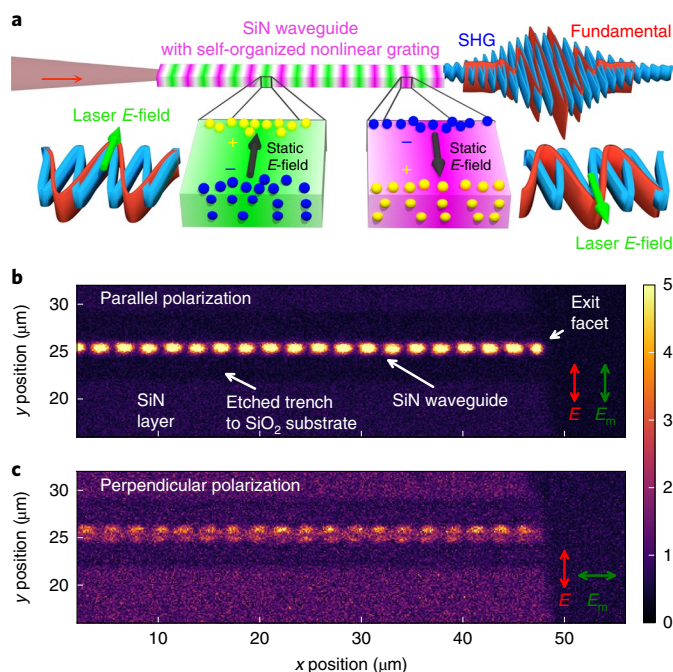 a
SiN waveguide
with self-organized nonlinear grating
SHG
Fundamental
Laser E-field
+
–
Static
E-field
–
+
Static
E-field
Laser E-field
b
Parallel polarization
Exit
facet
SiN
layer
Etched trench
to SiO2 substrate
SiN waveguide
E
Em
y position (μm)
30
25
20
c
Perpendicular polarization
E
Em
y position (μm)
30
25
20
10
20
30
40
50
x position (μm)
5
4
3
2
1
0